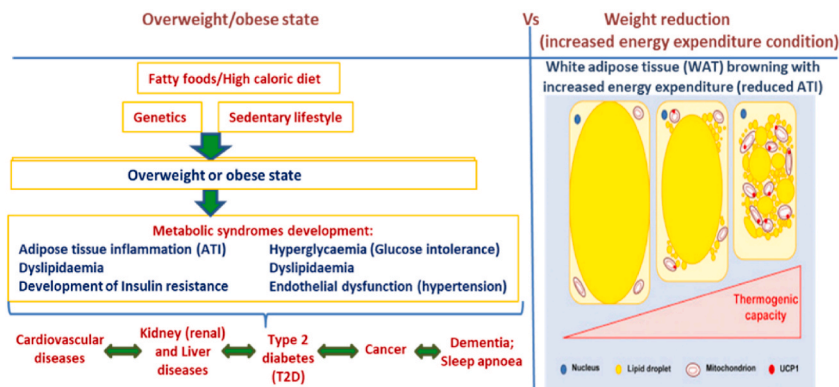 Overweight/obese state
Vs
Weight reduction
(increased energy expenditure condition)
Fatty foods/High caloric diet
Genetics
Sedentary lifestyle
Overweight or obese state
Metabolic syndromes development:
Adipose tissue inflammation (ATI)
Hyperglycaemia (Glucose intolerance)
Dyslipidaemia
Dyslipidaemia
Development of Insulin resistance
Endothelial dysfunction (hypertension)
Cardiovascular
diseases
Kidney (renal)
and Liver
diseases
Type 2
diabetes
(T2D)
Cancer
Dementia;
Sleep apnoea
White adipose tissue (WAT) browning with
increased energy expenditure (reduced ATI)
Thermogenic
capacity
Nucleus
Lipid droplet
Mitochondrion
UCP1